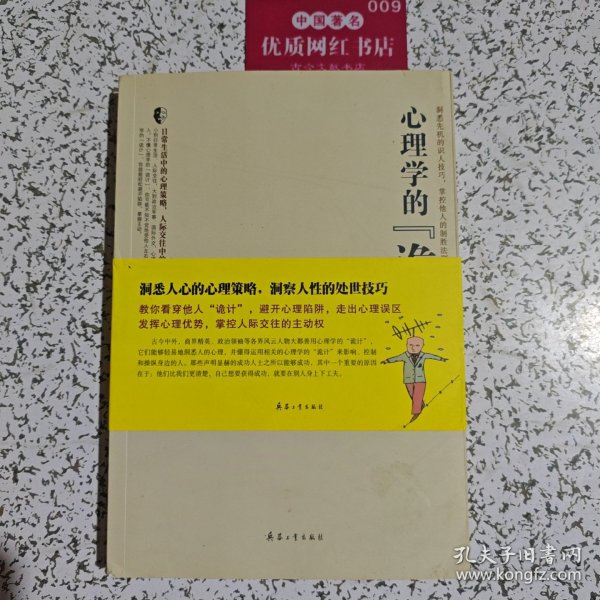 009
中国著名
优质网红书店
洞悉先机的识人技巧，掌控他人的制胜法
心理学的『诡
日常生活中的心理策略，人际交往中
洞悉人心的心理策略，洞察人性的处世技巧
教你看穿他人“诡计”，避开心理陷阱，走出心理误区
发挥心理优势，掌控人际交往的主动权
古今中外，商界精英、政治领袖等各界风云人物大都善用心理学的“诡计”，
它们能够轻易地洞悉人的心理，并懂得运用相关的心理学的“诡计”来影响、控制
和操纵身边的人。那些声明显赫的成功人士之所以能够成功，其中一个重要的原因
在于：他们比我们更清楚，自己想要获得成功，就要在别人身上下工夫。
兵器工业出版社
兵器工业出版社
孔夫子旧书网
www.kongfz.com